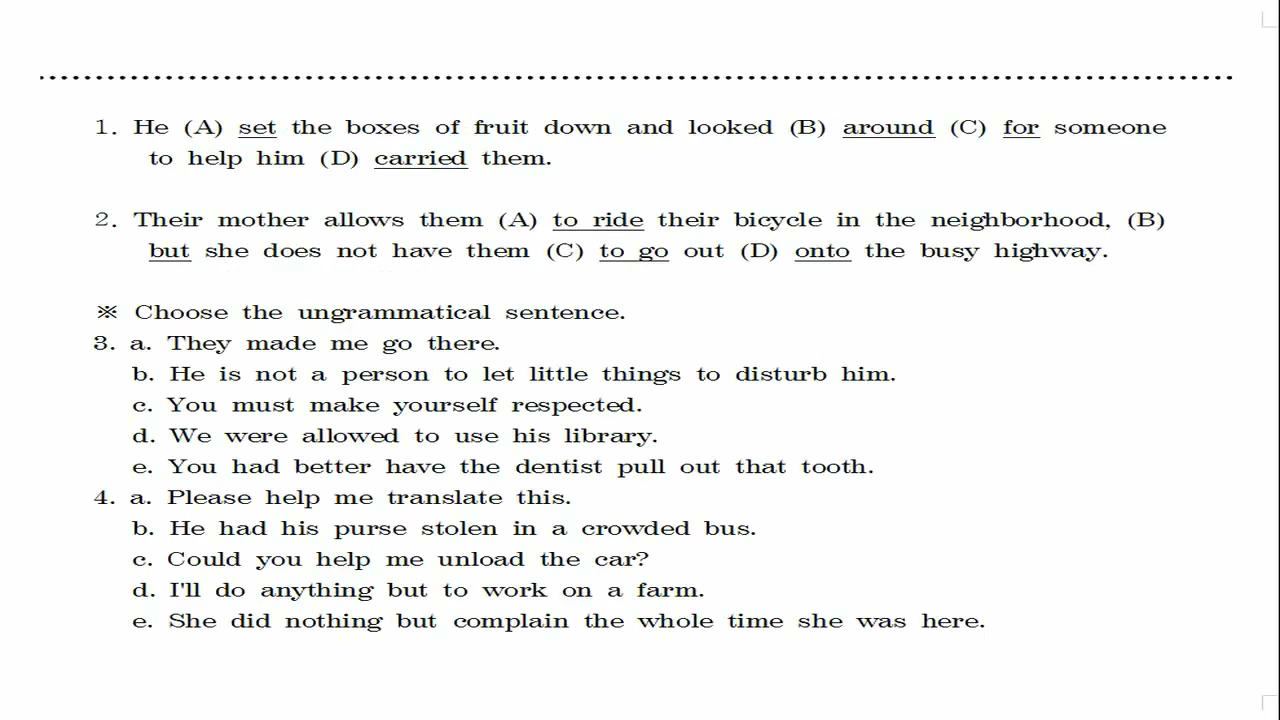 1. He (A) set the boxes of fruit down and looked (B) around (C) for someone
to help him (D) carried them.
2. Their mother allows them (A) to ride their bicycle in the neighborhood, (B)
but she does not have them (C) to go out (D) onto the busy highway.
※ Choose the ungrammatical sentence.
3. a. They made me go there.
b. He is not a person to let little things to disturb him.
c. You must make yourself respected.
d. We were allowed to use his library.
e. You had better have the dentist pull out that tooth.
4. a. Please help me translate this.
b. He had his purse stolen in a crowded bus.
c. Could you help me unload the car?
d. I'll do anything but to work on a farm.
e. She did nothing but complain the whole time she was here.